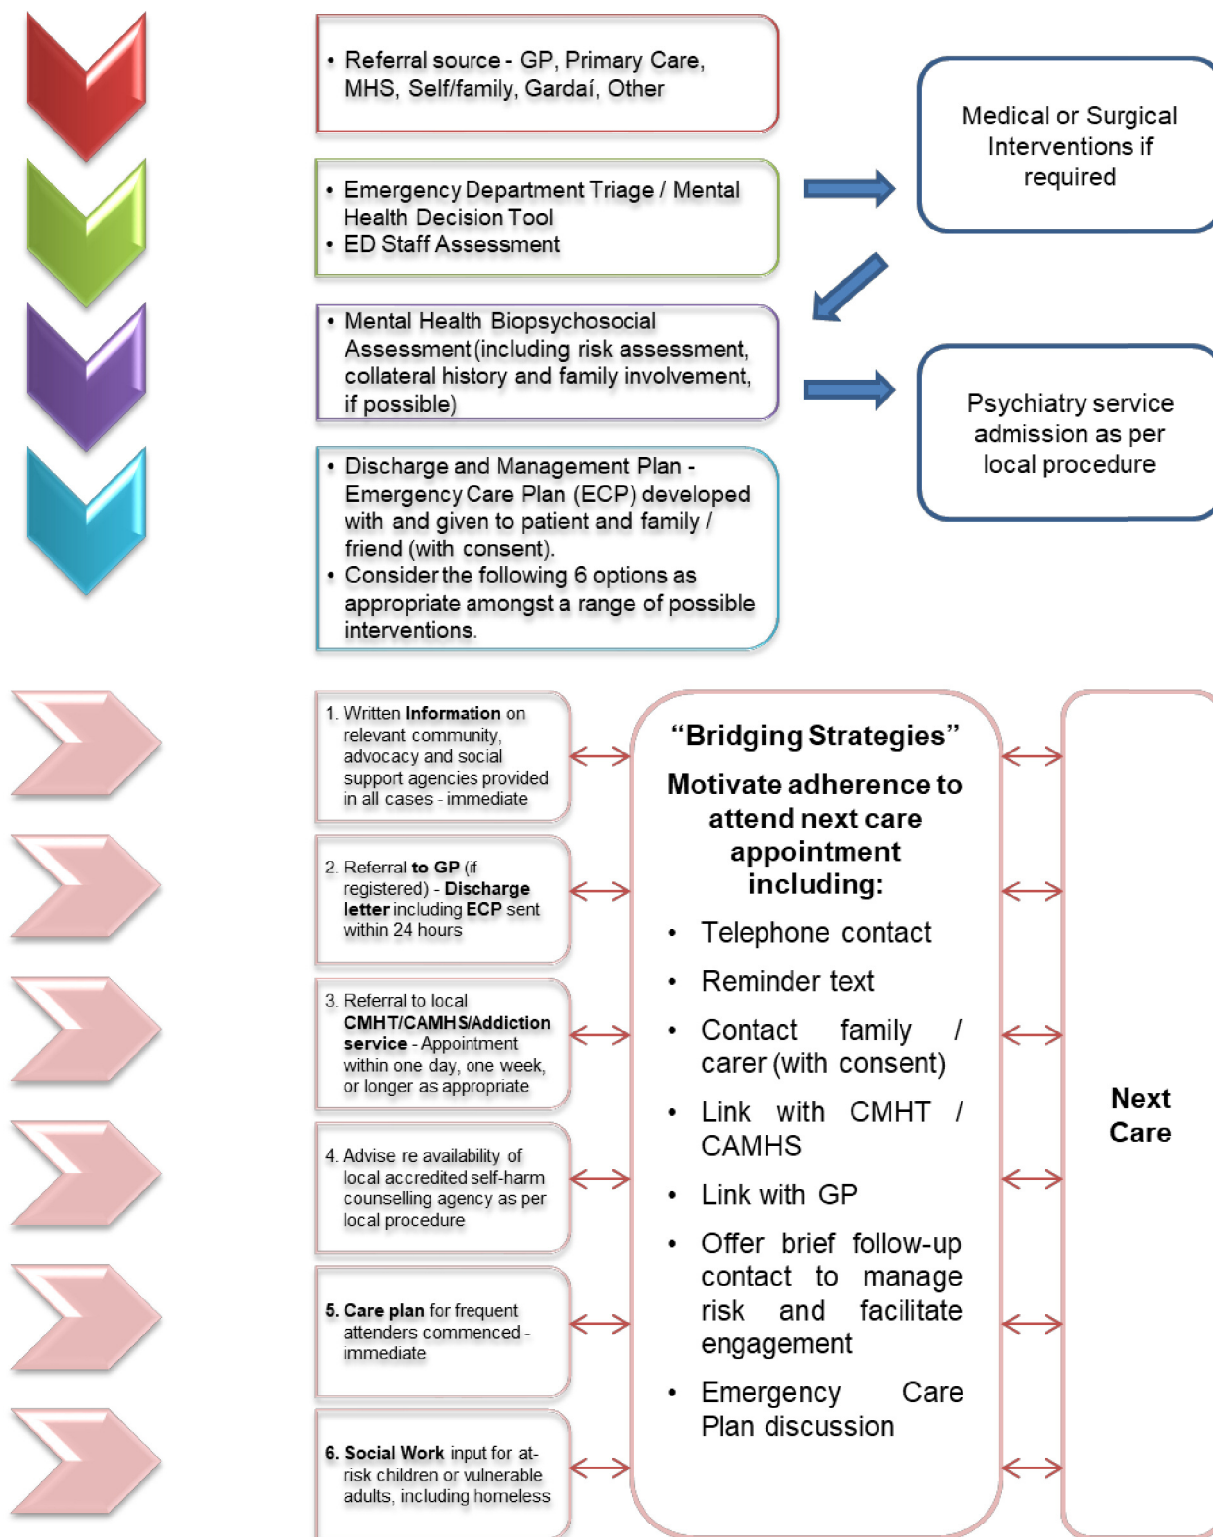 • Referral source - GP, Primary Care,
MHS, Self/family, Gardaí, Other
Medical or Surgical
Interventions if
required
• Emergency Department Triage / Mental
Health Decision Tool
• ED Staff Assessment
• Mental Health Biopsychosocial
Assessment(including risk assessment,
collateral history and family involvement,
if possible)
Psychiatry service
admission as per
local procedure
• Discharge and Management Plan -
Emergency Care Plan (ECP) developed
with and given to patient and family /
friend (with consent).
• Consider the following 6 options as
appropriate amongst a range of possible
interventions.
1. Written Information on
relevant community,
advocacy and social
support agencies provided
in all cases - immediate
2. Referral to GP (if
registered) - Discharge
letter including ECP sent
within 24 hours
3. Referral to local
CMHT/CAMHS/Addiction
service - Appointment
within one day, one week,
or longer as appropriate
4. Advise re availability of
local accredited self-harm
counselling agency as per
local procedure
5. Care plan for frequent
attenders commenced -
immediate
6. Social Work input for at-
risk children or vulnerable
adults, including homeless
“Bridging Strategies”
Motivate adherence to
attend next care
appointment
including:
• Telephone contact
• Reminder text
• Contact family /
carer (with consent)
• Link with CMHT /
CAMHS
• Link with GP
• Offer brief follow-up
contact to manage
risk and facilitate
engagement
• Emergency Care
Plan discussion
Next
Care